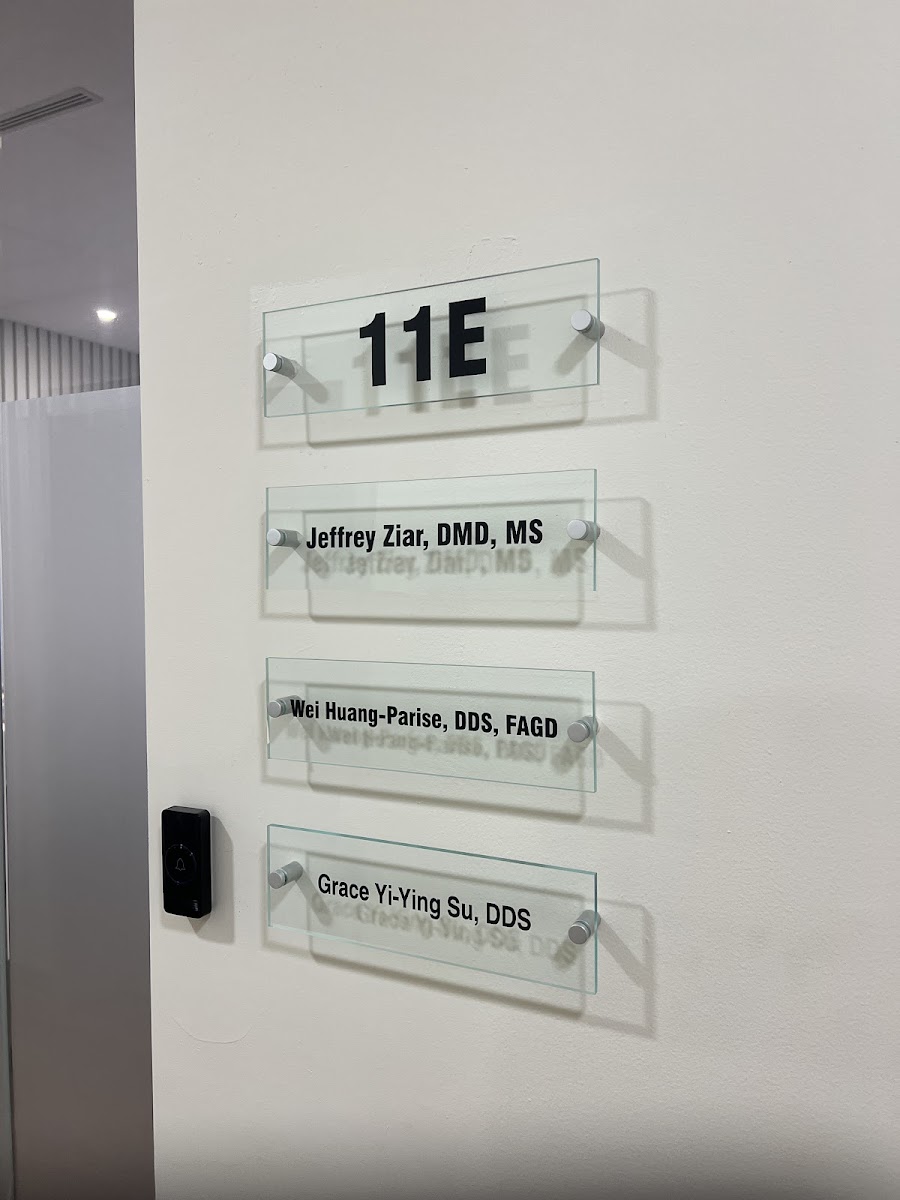 11E
Jeffrey Ziar, DMD, MS
Wei Huang-Parise, DDS, FAGD
Grace Yi-Ying Su, DDS